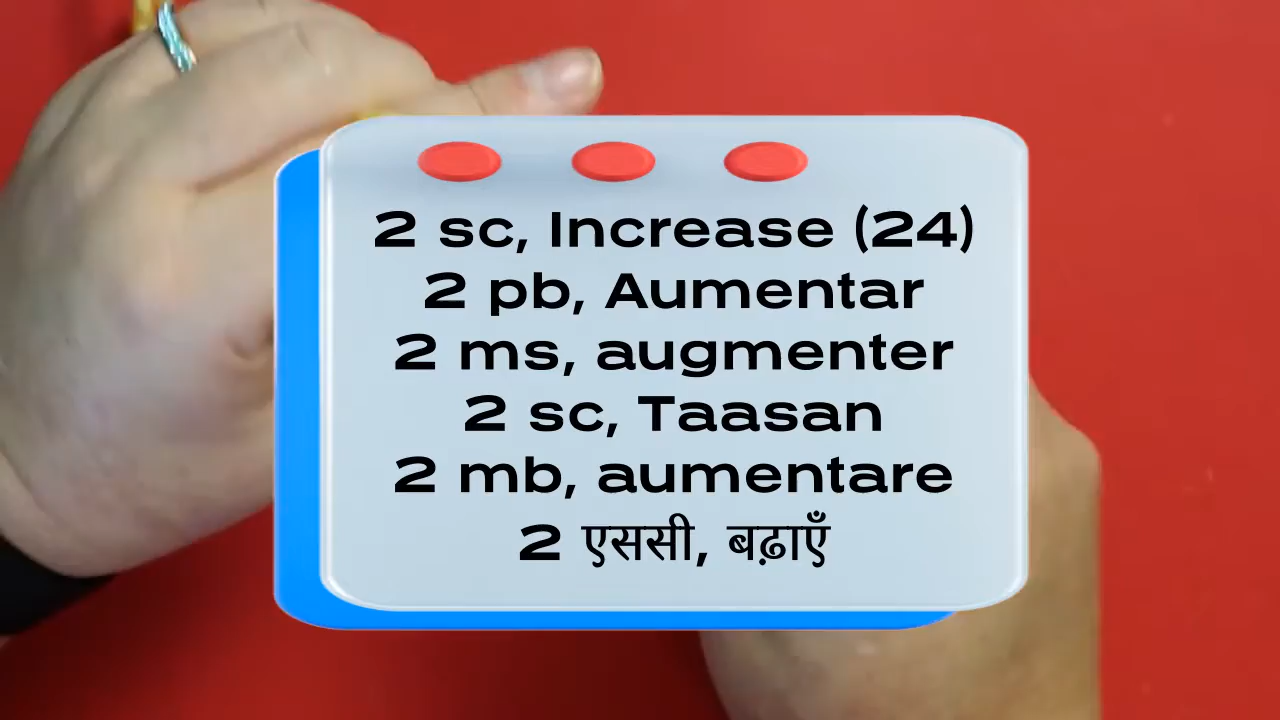 2 sc, Increase (24)
2 pb, Aumentar
2 ms, augmenter
2 sc, Taasan
2 mb, aumentare
2 एससी, बढ़ाएँ